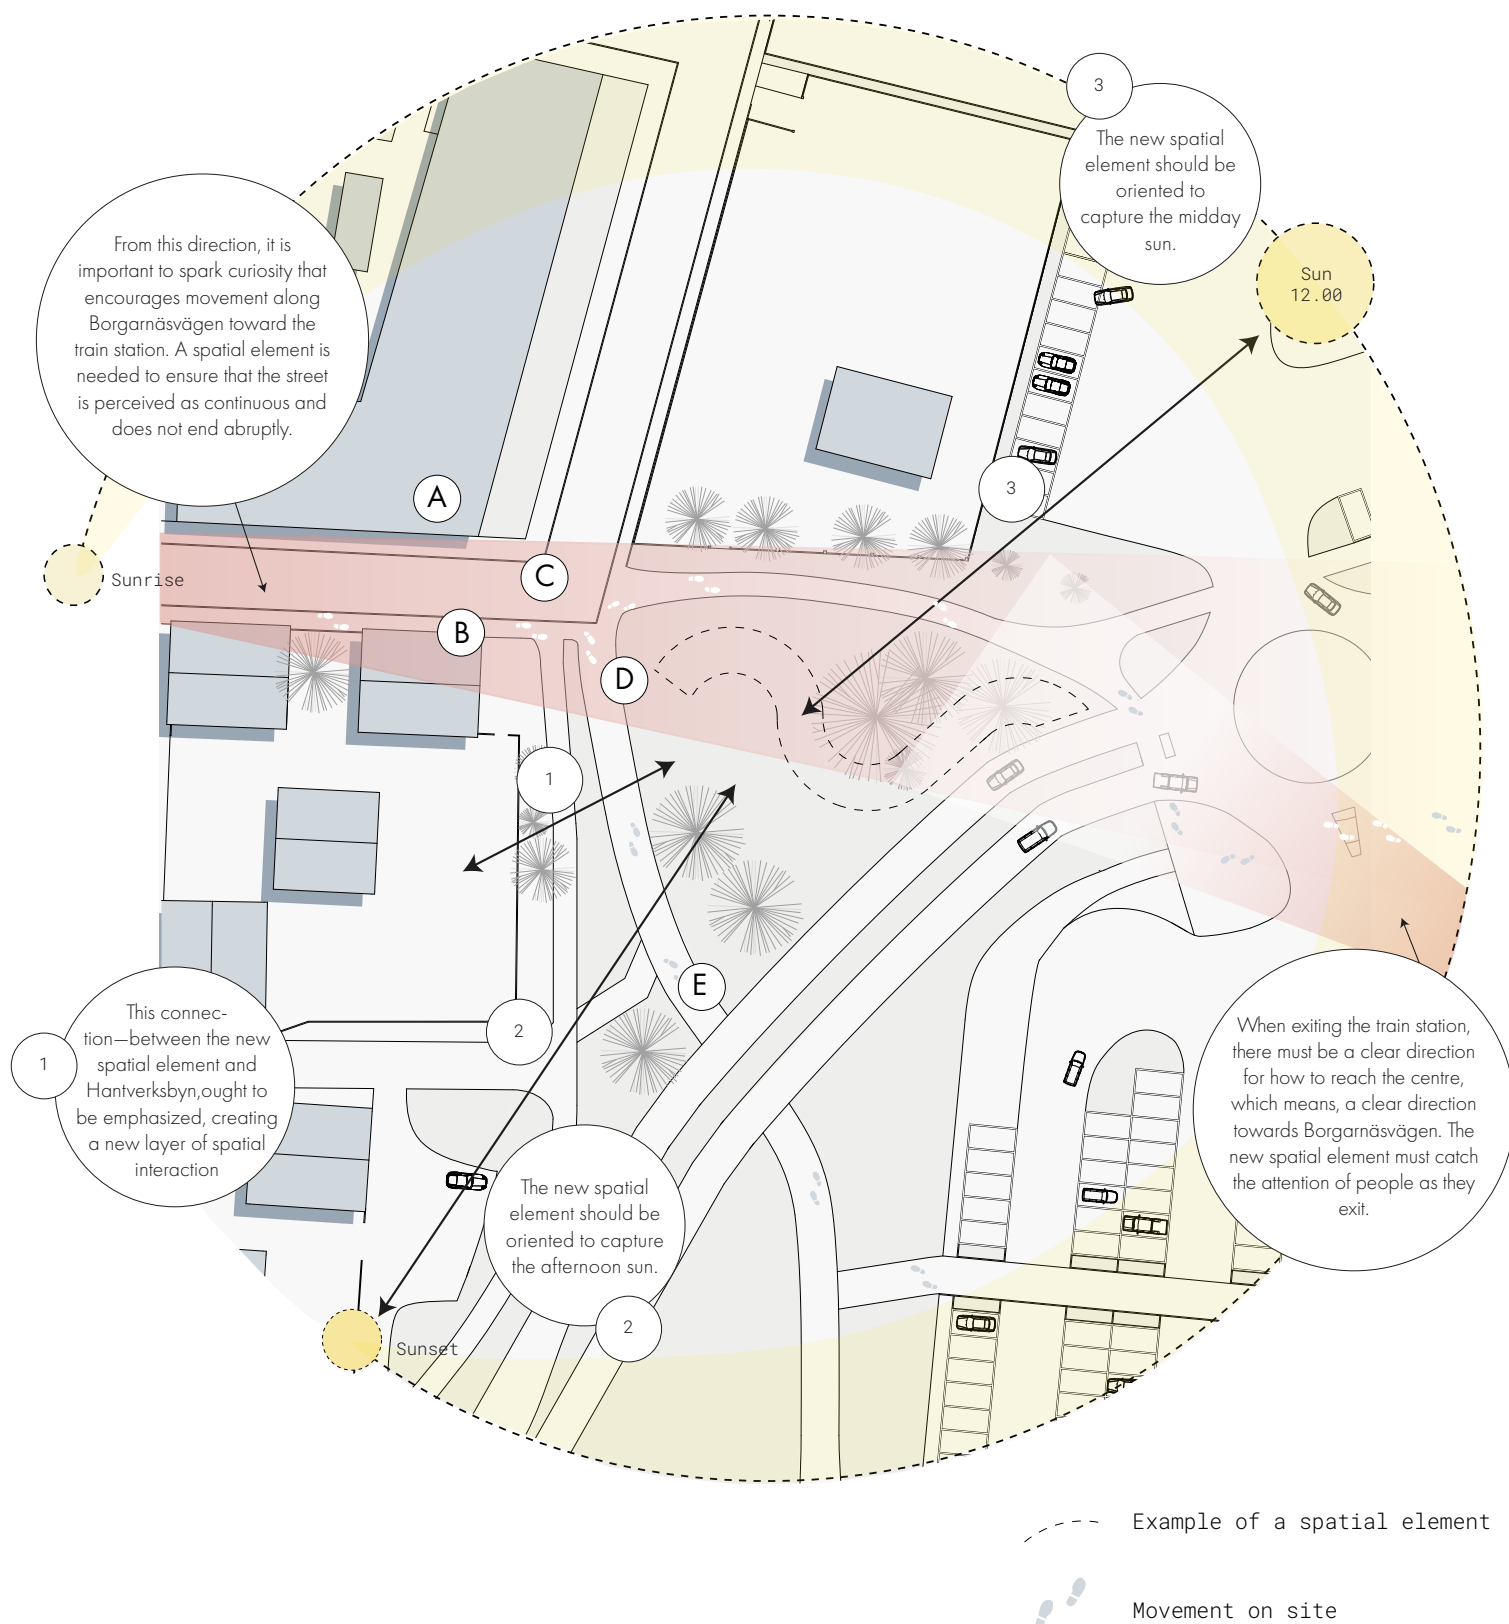 3
The new spatial
element should be
oriented to
capture the midday
sun.
From this direction, it is
important to spark curiosity that
encourages movement along
Borgarnäsvägen toward the
train station. A spatial element is
needed to ensure that the street
is perceived as continuous and
does not end abruptly.
Sun
12.00
A
3
C
Sunrise
B
D
1
E
This connec-
tion—between the new
spatial element and
Hantverksbyn,ought to
be emphasized, creating
a new layer of spatial
interaction
1
2
When exiting the train station,
there must be a clear direction
for how to reach the centre,
which means, a clear direction
towards Borgarnäsvägen. The
new spatial element must catch
the attention of people as they
exit.
The new spatial
element should be
oriented to capture
the afternoon sun.
2
Sunset
Example of a spatial element
Movement on site